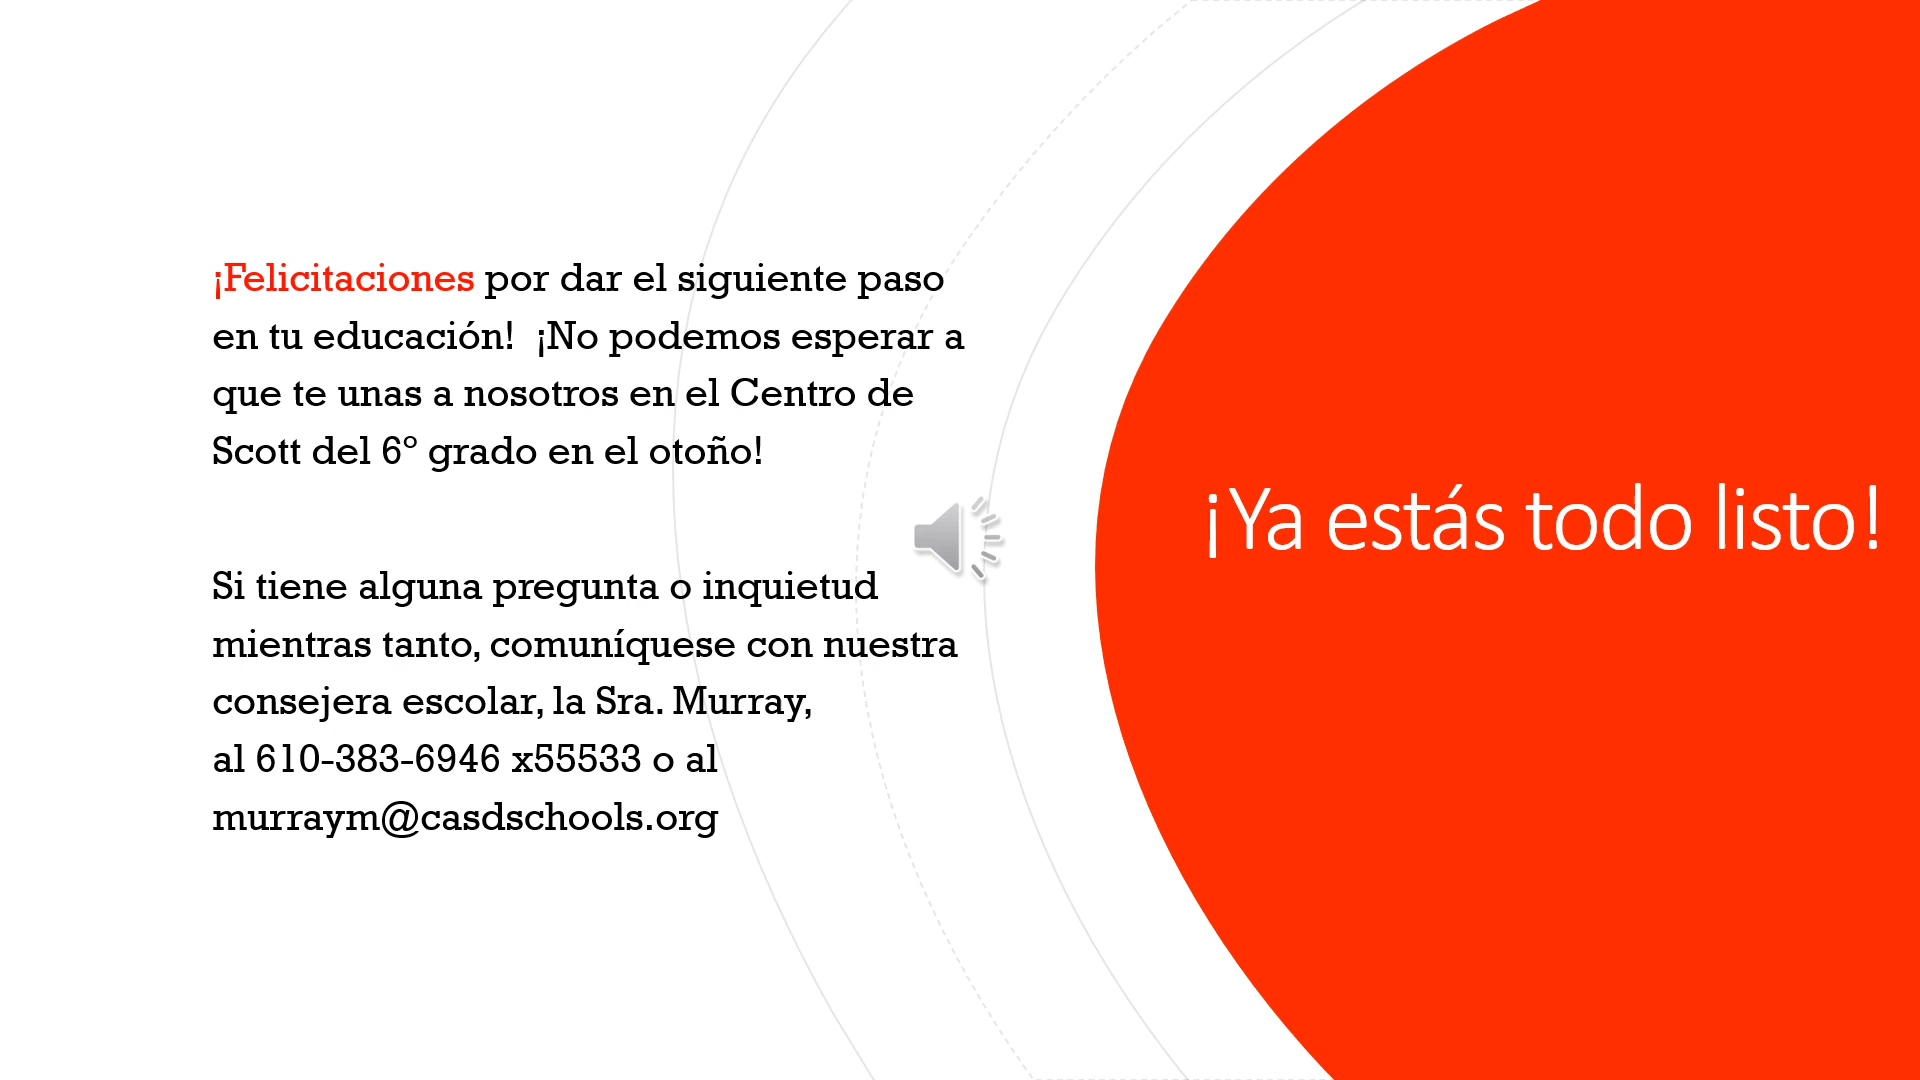 ¡Felicitaciones por dar el siguiente paso
en tu educación!  ¡No podemos esperar a
que te unas a nosotros en el Centro de
Scott del 6º grado en el otoño!
Si tiene alguna pregunta o inquietud
mientras tanto, comuníquese con nuestra
consejera escolar, la Sra. Murray,
al 610-383-6946 x55533 o al
murraym@casdschools.org
¡Ya estás todo listo!